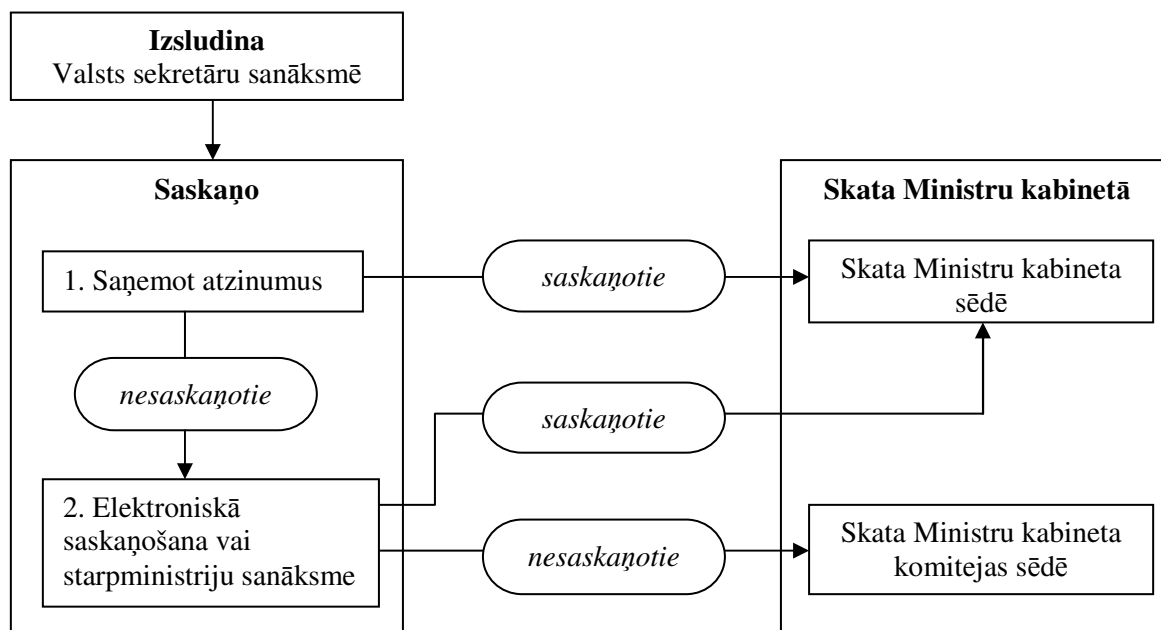 Izsludina
Valsts sekretāru sanāksmē
Saskaņo
1. Saņemot atzinumus
nesaskaņotie
2. Elektroniskā
saskaņošana vai
starpministriju sanāksme
saskaņotie
saskaņotie
nesaskaņotie
Skata Ministru kabinetā
Skata Ministru kabineta
sēdē
Skata Ministru kabineta
komitejas sēdē